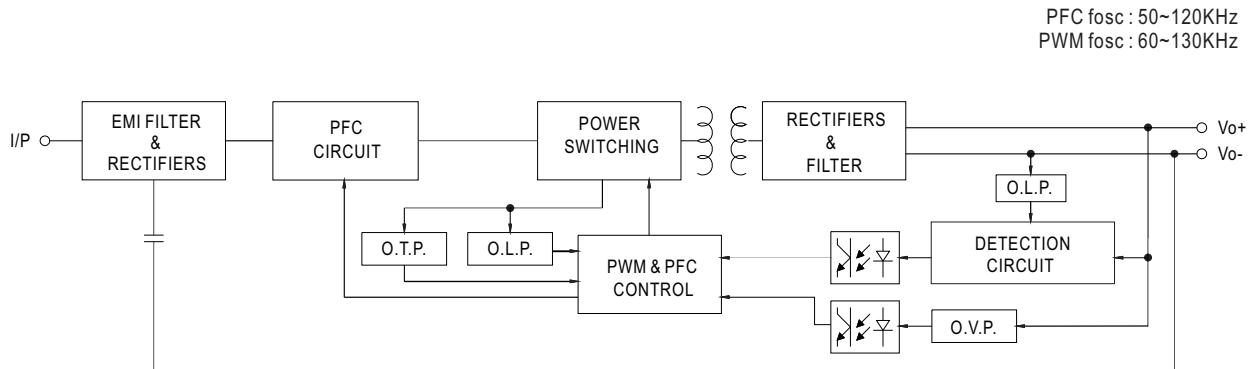 PFC fosc : 50~120KHz
PWM fosc : 60~130KHz
I/P
EMI FILTER
&
RECTIFIERS
PFC
CIRCUIT
POWER
SWITCHING
RECTIFIERS
&
FILTER
Vo+
Vo-
O.L.P.
O.T.P.
O.L.P.
PWM & PFC
CONTROL
DETECTION
CIRCUIT
O.V.P.